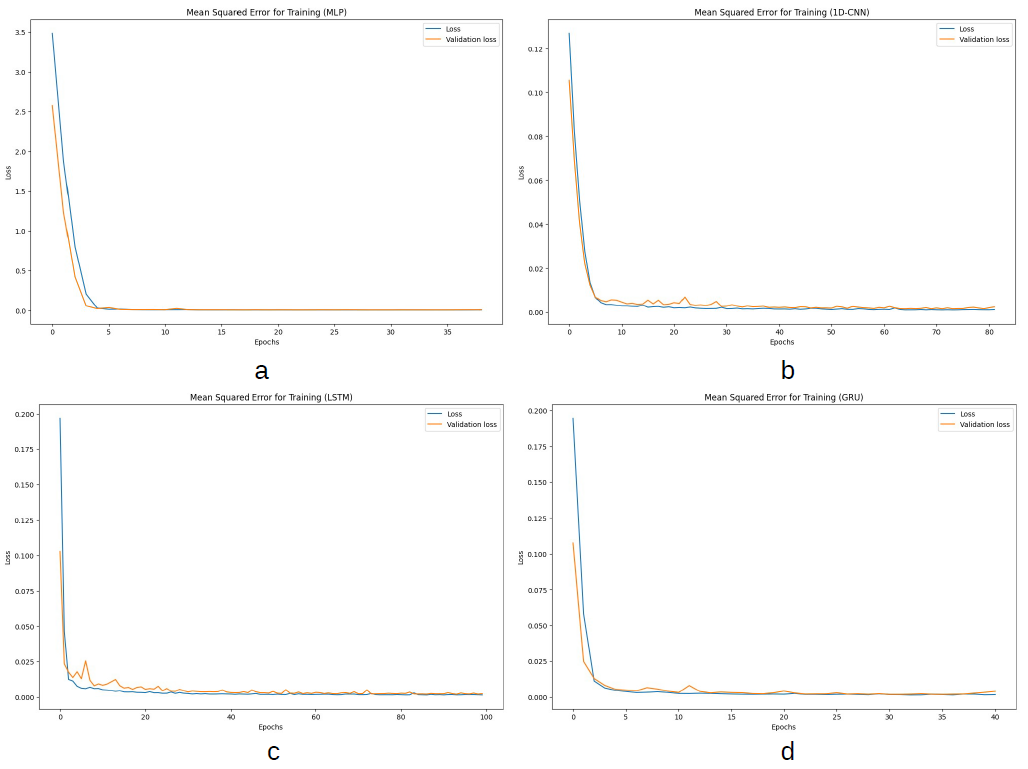 Mean Squared Error for Training (MLP)
Loss
Validation loss
3.5
3.0
2.5
2.0
1.5
1.0
0.5
0.0
Loss
0 5 10 15 20 25 30 35
Epochs
a
Mean Squared Error for Training (1D-CNN)
Loss
Validation loss
0.12
0.10
0.08
0.06
0.04
0.02
0.00
Loss
0 10 20 30 40 50 60 70 80
Epochs
b
Mean Squared Error for Training (LSTM)
Loss
Validation loss
0.200
0.175
0.150
0.125
0.100
0.075
0.050
0.025
0.000
Loss
0 20 40 60 80 100
Epochs
c
Mean Squared Error for Training (GRU)
Loss
Validation loss
0.200
0.175
0.150
0.125
0.100
0.075
0.050
0.025
0.000
Loss
0 5 10 15 20 25 30 35 40
Epochs
d